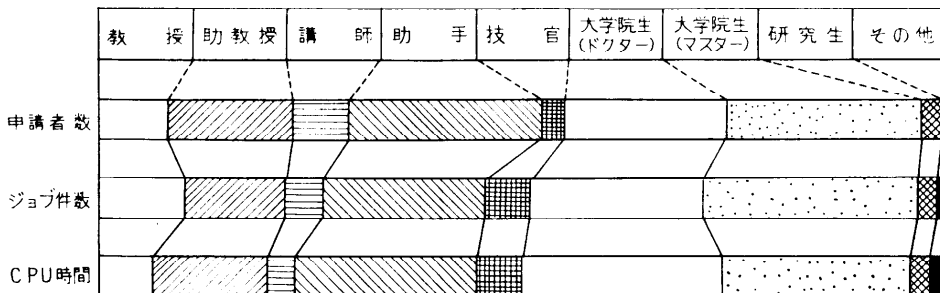 教授 助教授 講師 助手 技官 大学院生 大学院生 研究生 その他
(ドクター) (マスター)
申請者数
ジョブ件数
CPU時間